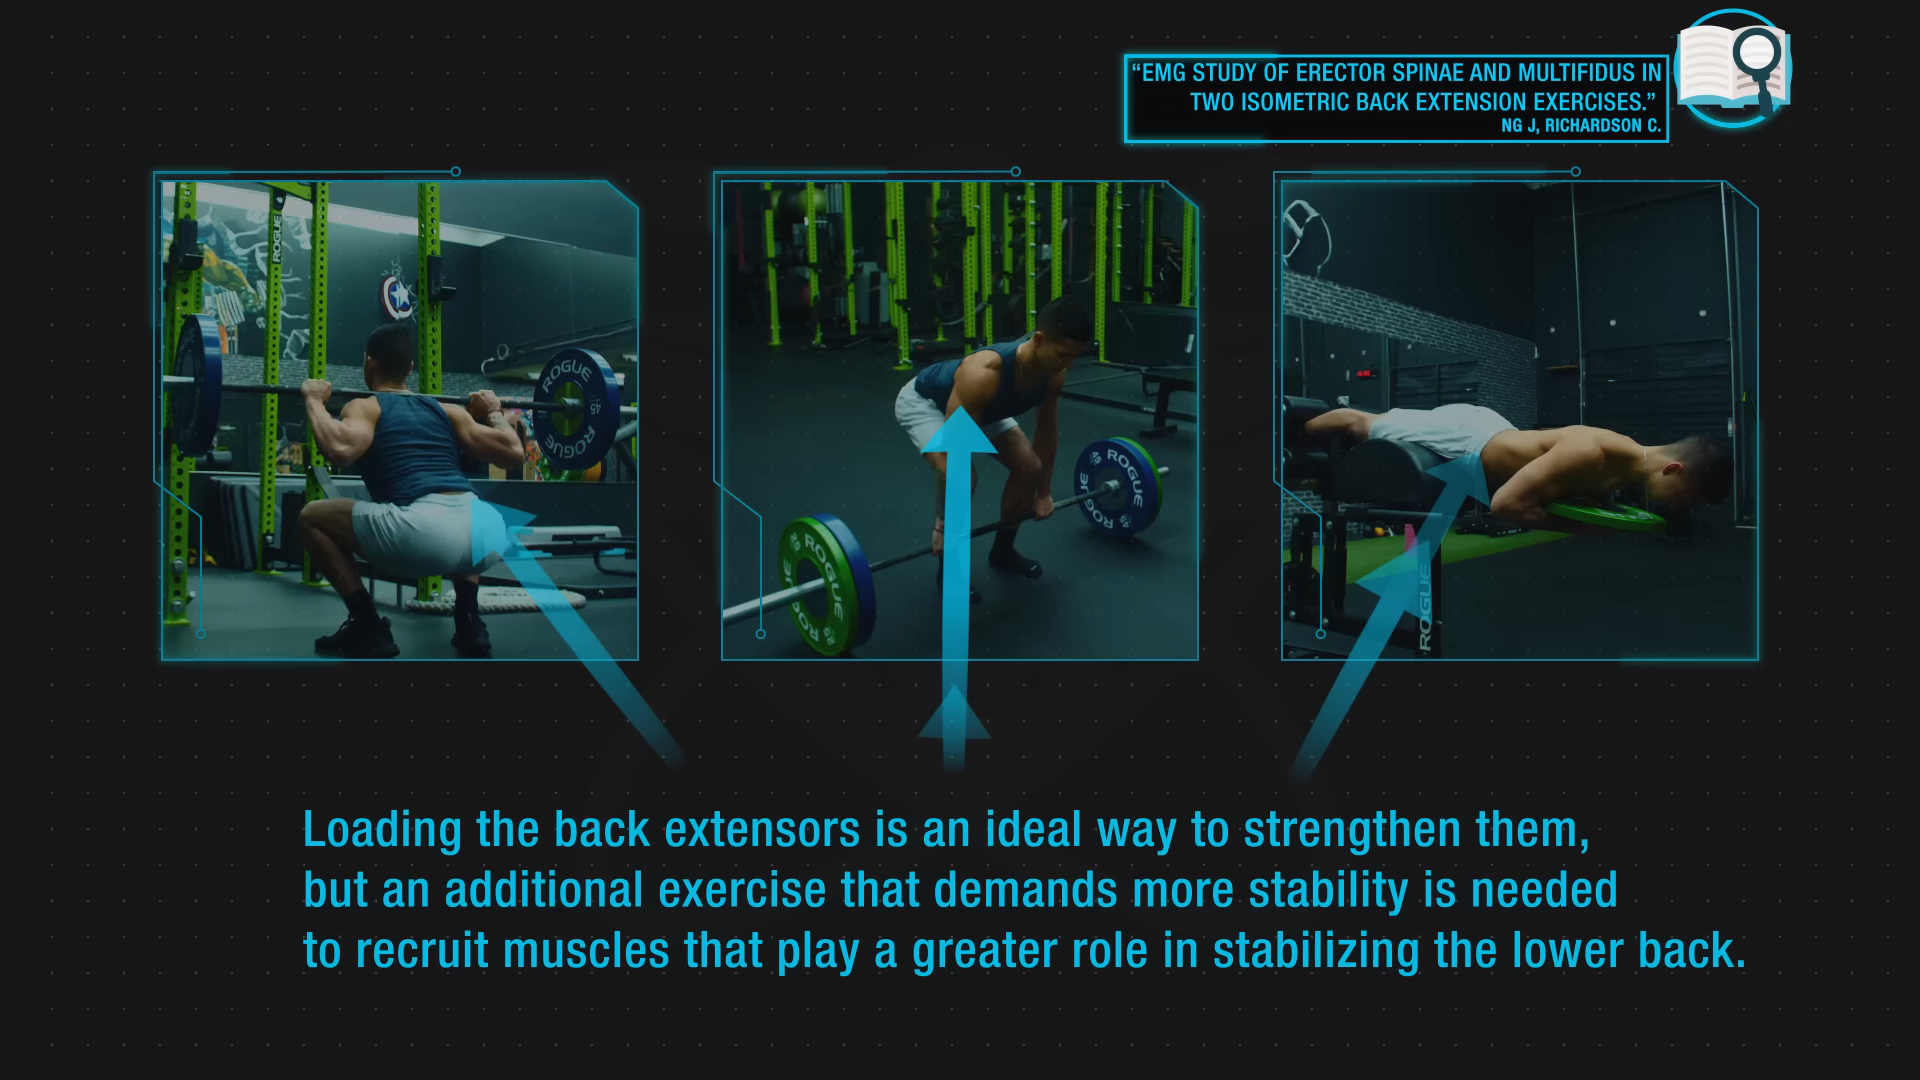 “EMG STUDY OF ERECTOR SPINAE AND MULTIFIDUS IN
TWO ISOMETRIC BACK EXTENSION EXERCISES.”
NG J, RICHARDSON C.
ROGUE
ROGUE
45
ROGUE
ROGUE
45
ROGUE
ROGUE
ROGUE
ROGUE
Loading the back extensors is an ideal way to strengthen them,
but an additional exercise that demands more stability is needed
to recruit muscles that play a greater role in stabilizing the lower back.